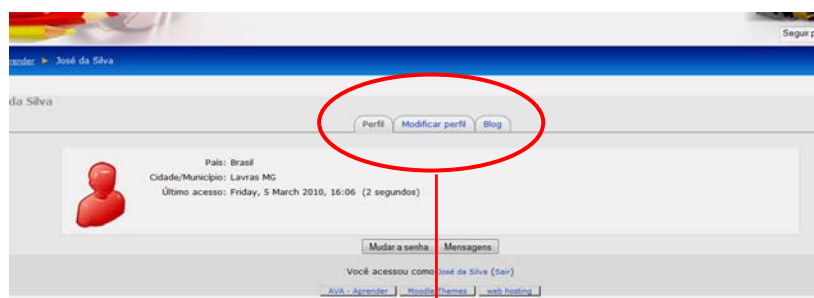 Seguir p
render ► José da Silva
da Silva
Perfil Modificar perfil Blog
País: Brasil
Cidade/Município: Lavras MG
Último acesso: Friday, 5 March 2010, 16:06 (2 segundos)
Mudar a senha Mensagens
Você acessou como José da Silva (Sair)
AVA - Aprender Moodle Themes web hosting